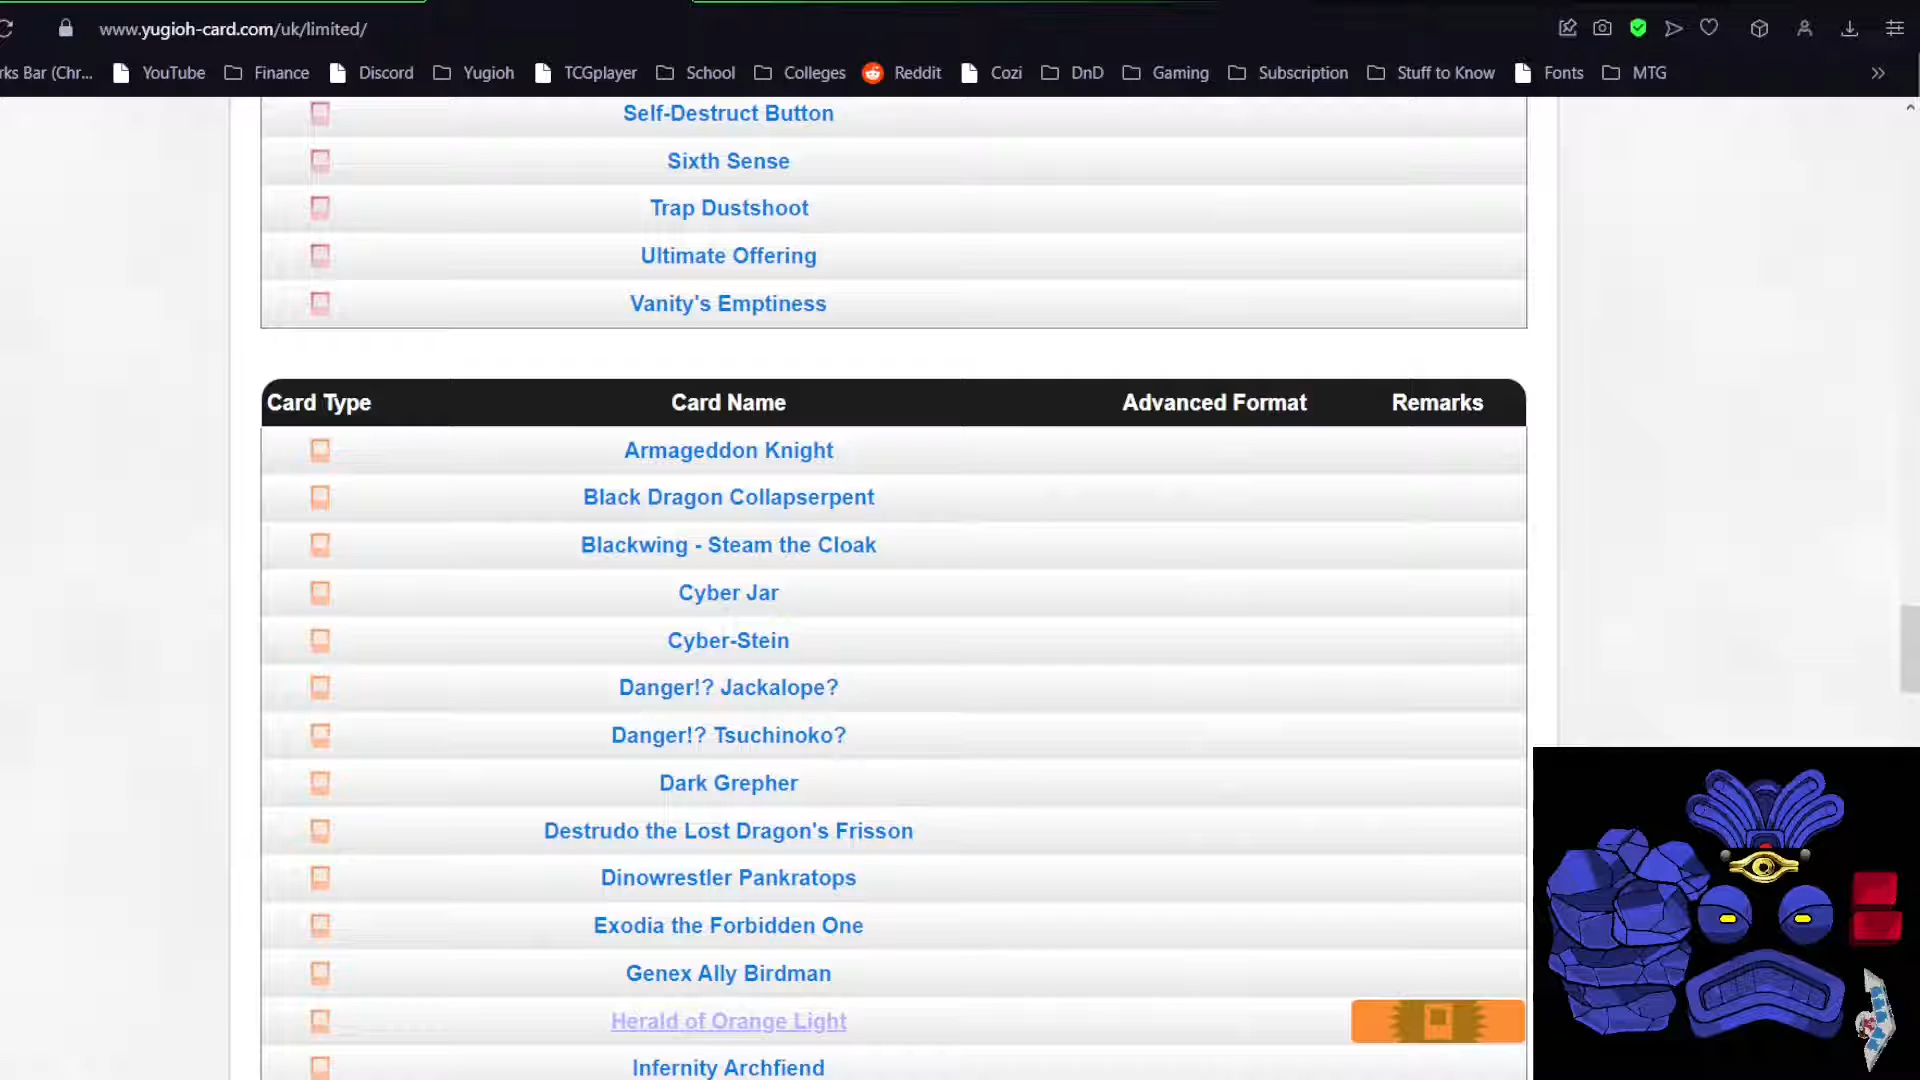 www.yugioh-card.com/uk/limited/
rks Bar (Chr... YouTube Finance Discord Yugioh TCGplayer School Colleges Reddit Cozi DnD Gaming Subscription Stuff to Know Fonts MTG »
Self-Destruct Button
Sixth Sense
Trap Dustshoot
Ultimate Offering
Vanity's Emptiness
Card Type Card Name Advanced Format Remarks
Armageddon Knight
Black Dragon Collapserpent
Blackwing - Steam the Cloak
Cyber Jar
Cyber-Stein
Danger!? Jackalope?
Danger!? Tsuchinoko?
Dark Grepher
Destrudo the Lost Dragon's Frisson
Dinowrestler Pankratops
Exodia the Forbidden One
Genex Ally Birdman
Herald of Orange Light
Infernity Archfiend